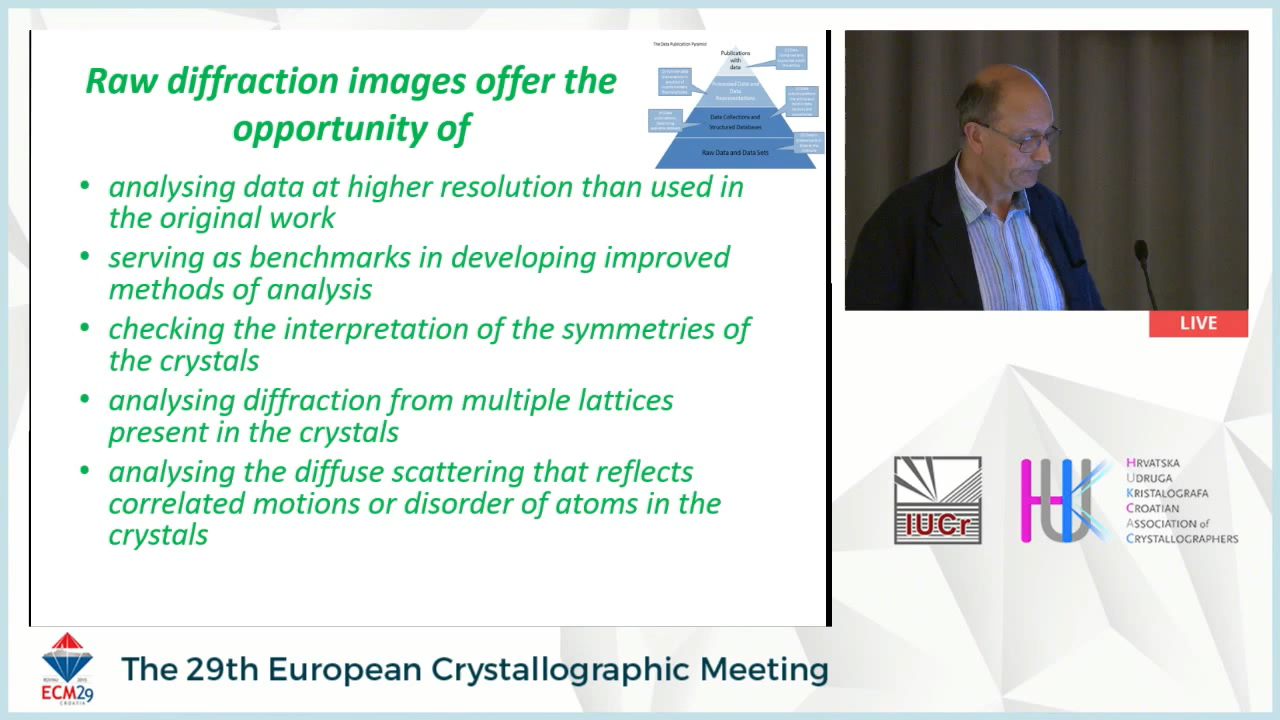 Raw diffraction images offer the
opportunity of
The Data Publication Pyramid
Publications
with
data
Processed Data and
Data
Representations
Data Collections and
Structured Databases
Raw Data and Data Sets
• analysing data at higher resolution than used in
the original work
• serving as benchmarks in developing improved
methods of analysis
• checking the interpretation of the symmetries of
the crystals
• analysing diffraction from multiple lattices
present in the crystals
• analysing the diffuse scattering that reflects
correlated motions or disorder of atoms in the
crystals
LIVE
IUCr
HRVATSKA
UDRUGA
KRISTALOGRAFA
CROATIAN
ASSOCIATION of
CRYSTALLOGRAPHERS
ECM29
CROATIA
The 29th European Crystallographic Meeting